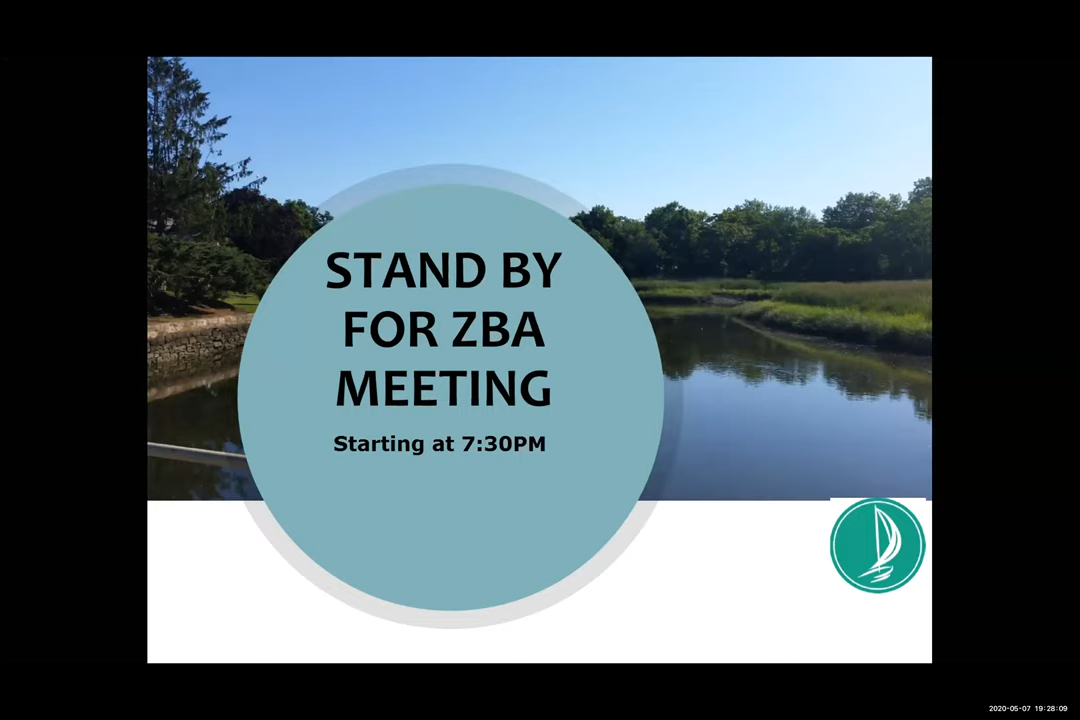 STAND BY
FOR ZBA
MEETING
Starting at 7:30PM
2020-05-07 19:28:09